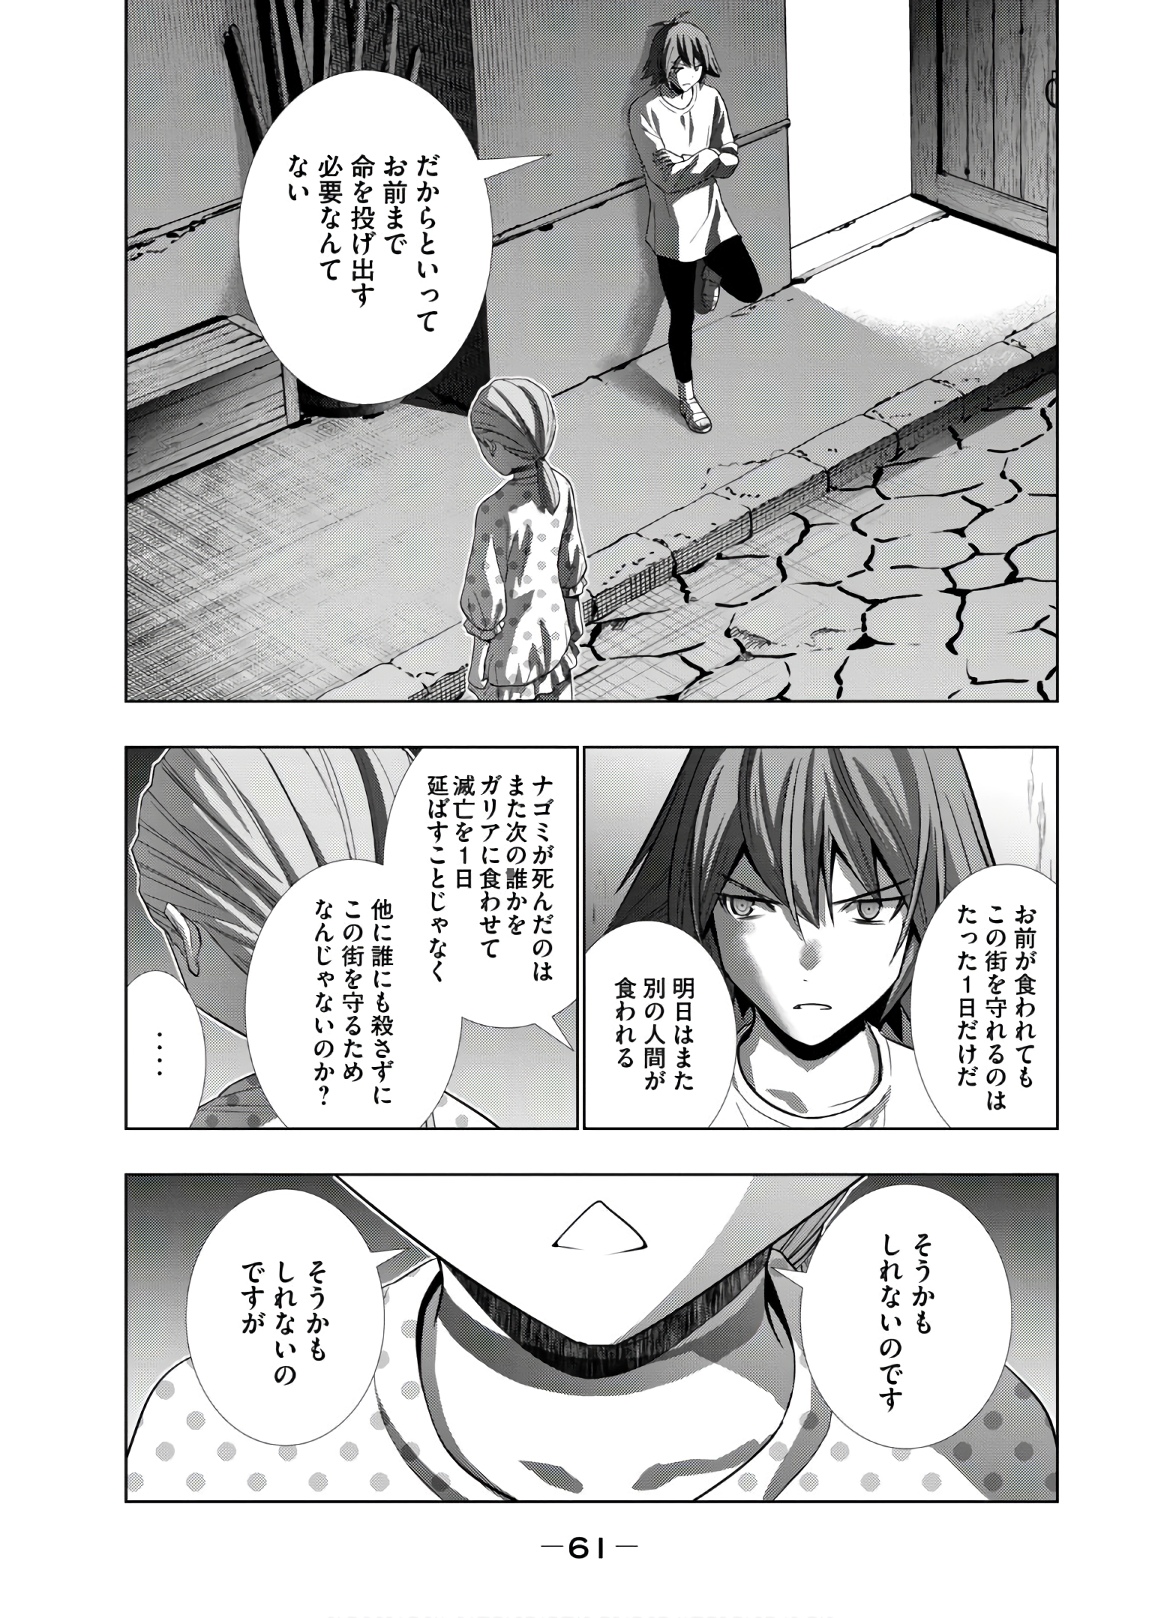 だからといって
お前まで
命を投げ出す
必要なんて
ない
お前が食われても
この街を守れるのは
たった1日だけだ
明日はまた
別の人間が
食われる
ナゴミが死んだのは
また次の誰かを
ガリアに食わせて
滅亡を1日
延ばすことじゃなく
他に誰にも殺さずに
この街を守るため
なんじゃないのか?
‥‥
そうかも
しれないのです
そうかも
しれないの
ですが
—61—